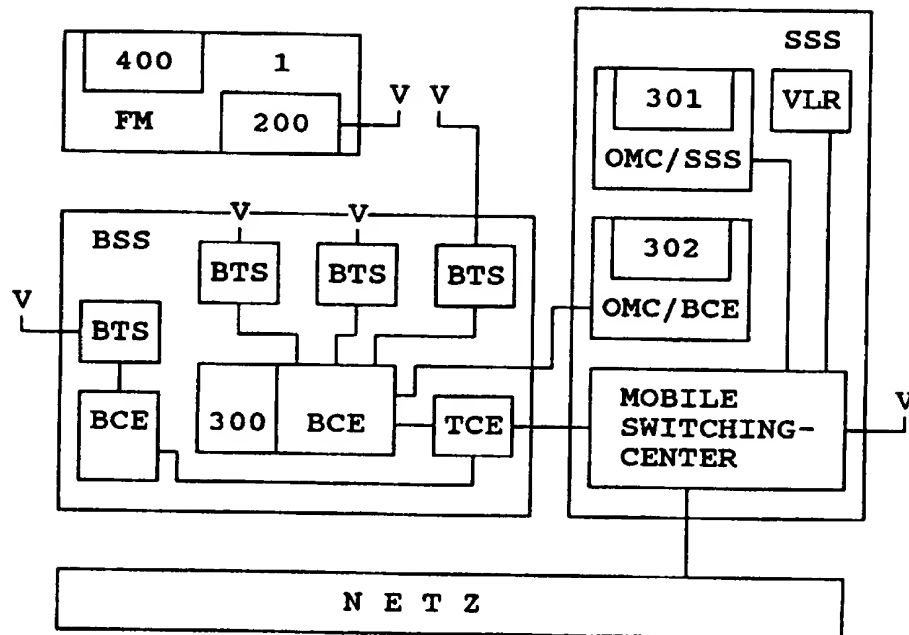 400
1
FM
200
V
V
SSS
301
VLR
OMC/SSS
302
OMC/BCE
BSS
V
V
BTS
BTS
BTS
V
BTS
BCE
300
BCE
TCE
MOBILE
SWITCHING-
CENTER
V
N E T Z